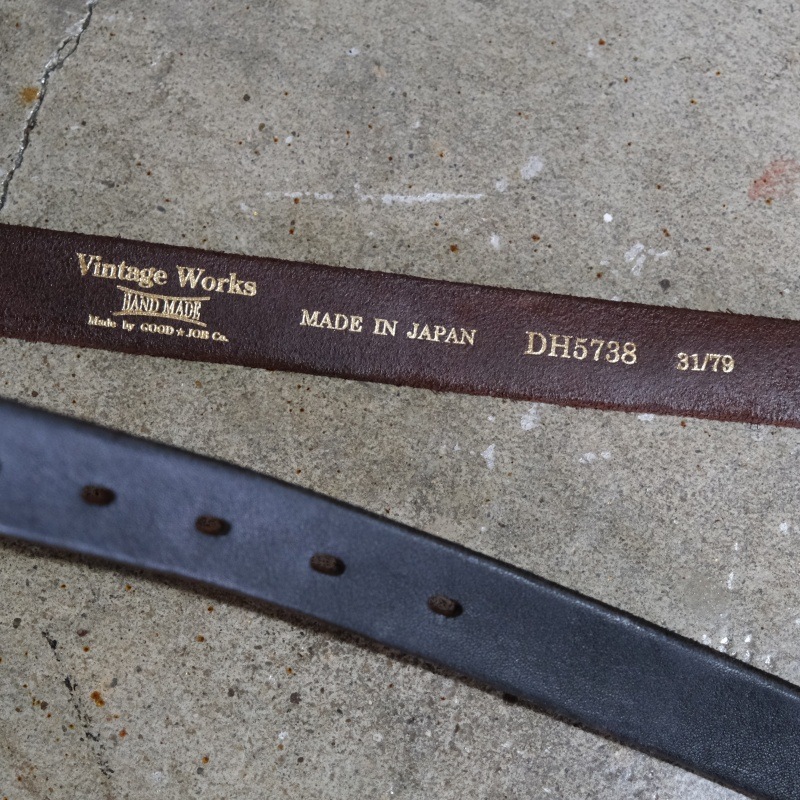 Vintage Works
HAND MADE
Made by GOOD★JOB Co.
MADE IN JAPAN
DH5738
31/79